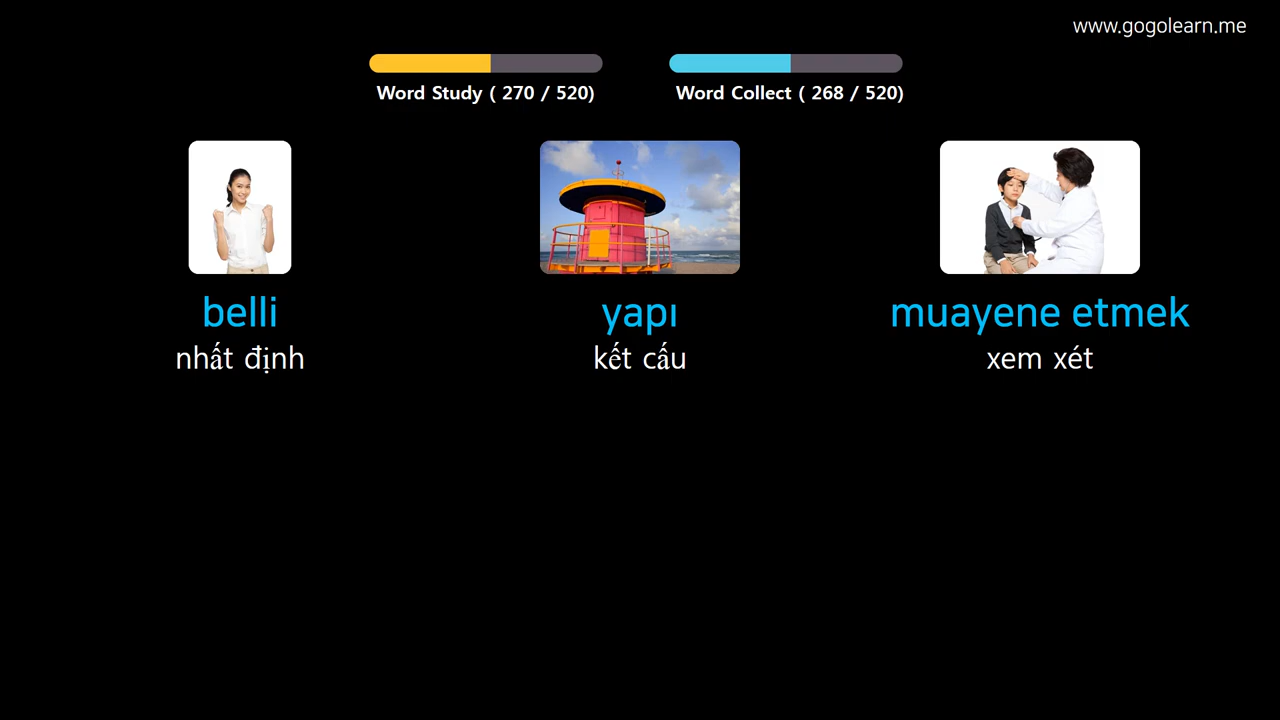 www.gogolearn.me
Word Study ( 270 / 520)
Word Collect ( 268 / 520)
belli
yapı
muayene etmek
nhất định
kết cấu
xem xét